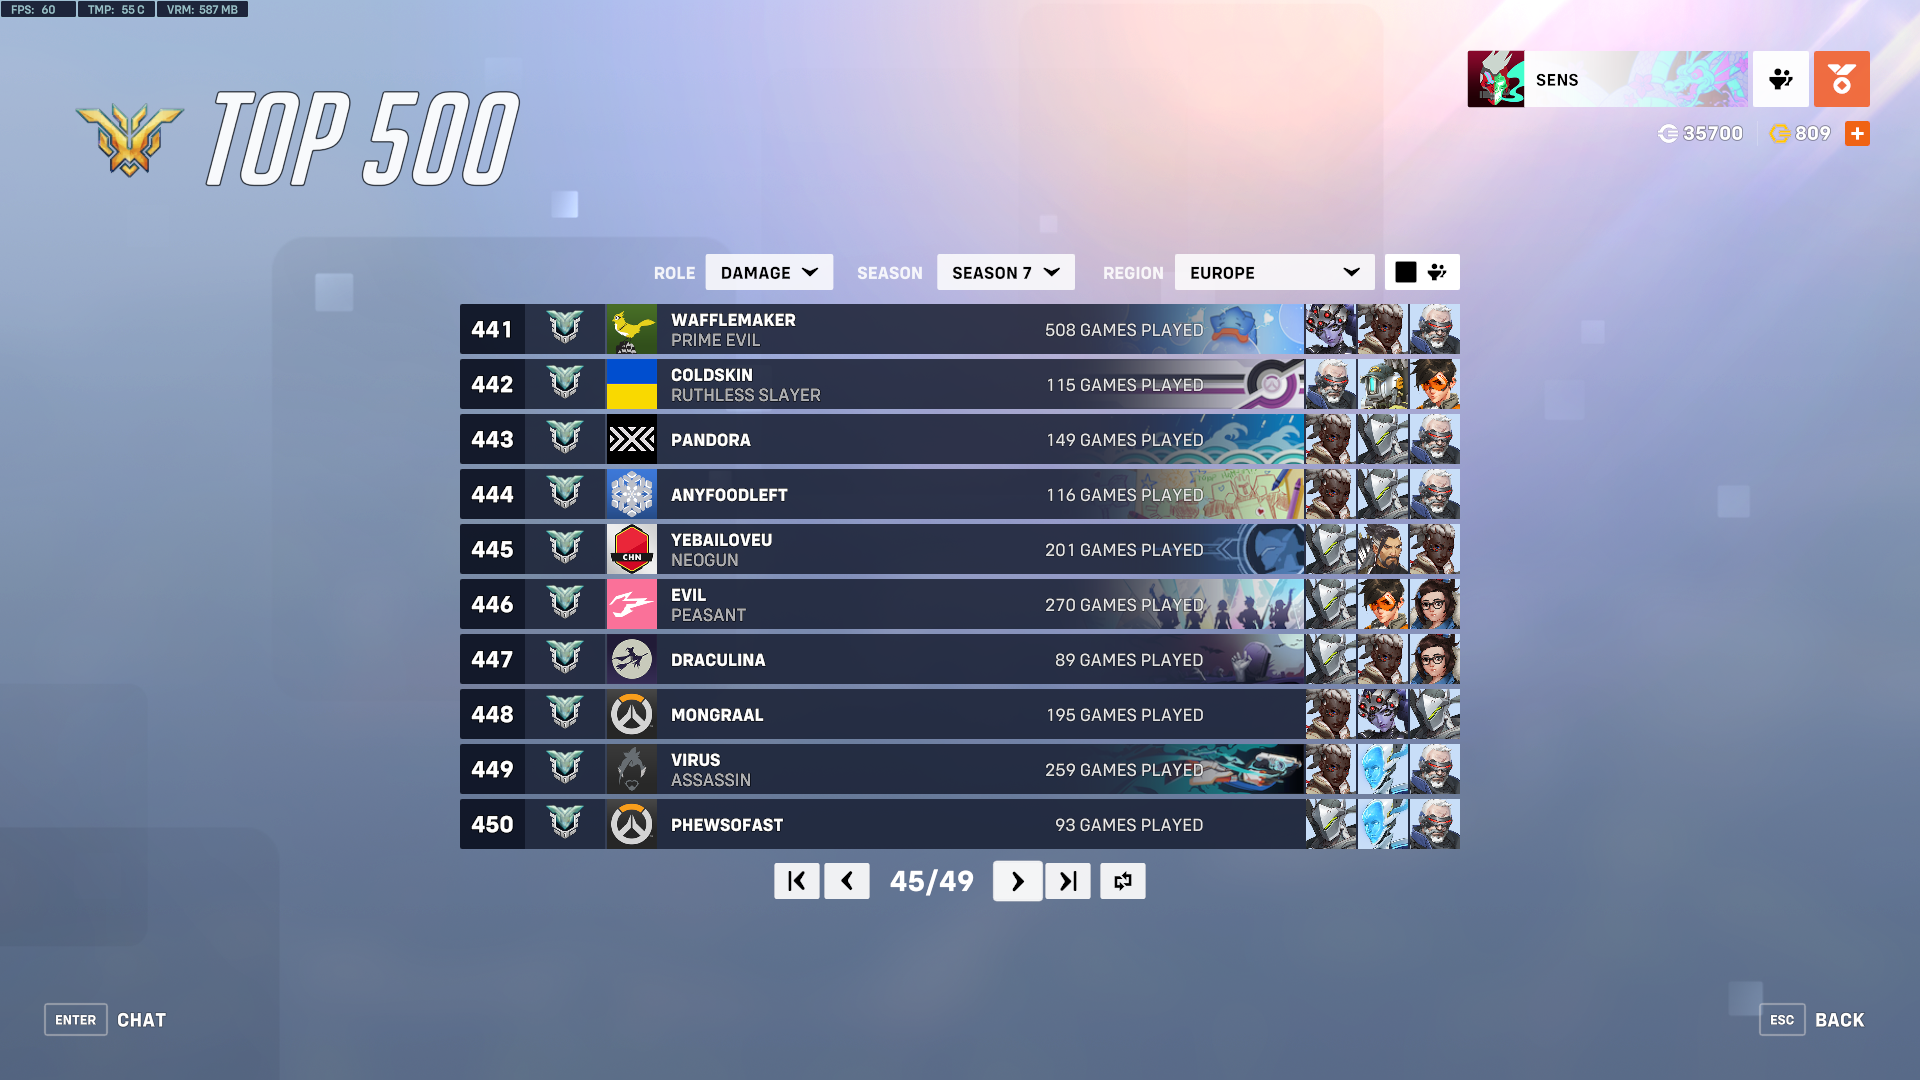 FPS: 60 TMP: 55 C VRM: 587 MB
TOP 500
SENS
35700 809
ROLE DAMAGE SEASON SEASON 7 REGION EUROPE
441 WAFFLEMAKER 508 GAMES PLAYED
PRIME EVIL
442 COLDSKIN 115 GAMES PLAYED
RUTHLESS SLAYER
443 PANDORA 149 GAMES PLAYED
444 ANYFOODLEFT 116 GAMES PLAYED
445 CHN YEBAILOVEU 201 GAMES PLAYED
NEOGUN
446 EVIL 270 GAMES PLAYED
PEASANT
447 DRACULINA 89 GAMES PLAYED
448 MONGRAAL 195 GAMES PLAYED
449 VIRUS 259 GAMES PLAYED
ASSASSIN
450 PHEWSOFAST 93 GAMES PLAYED
45/49
ENTER CHAT
ESC BACK